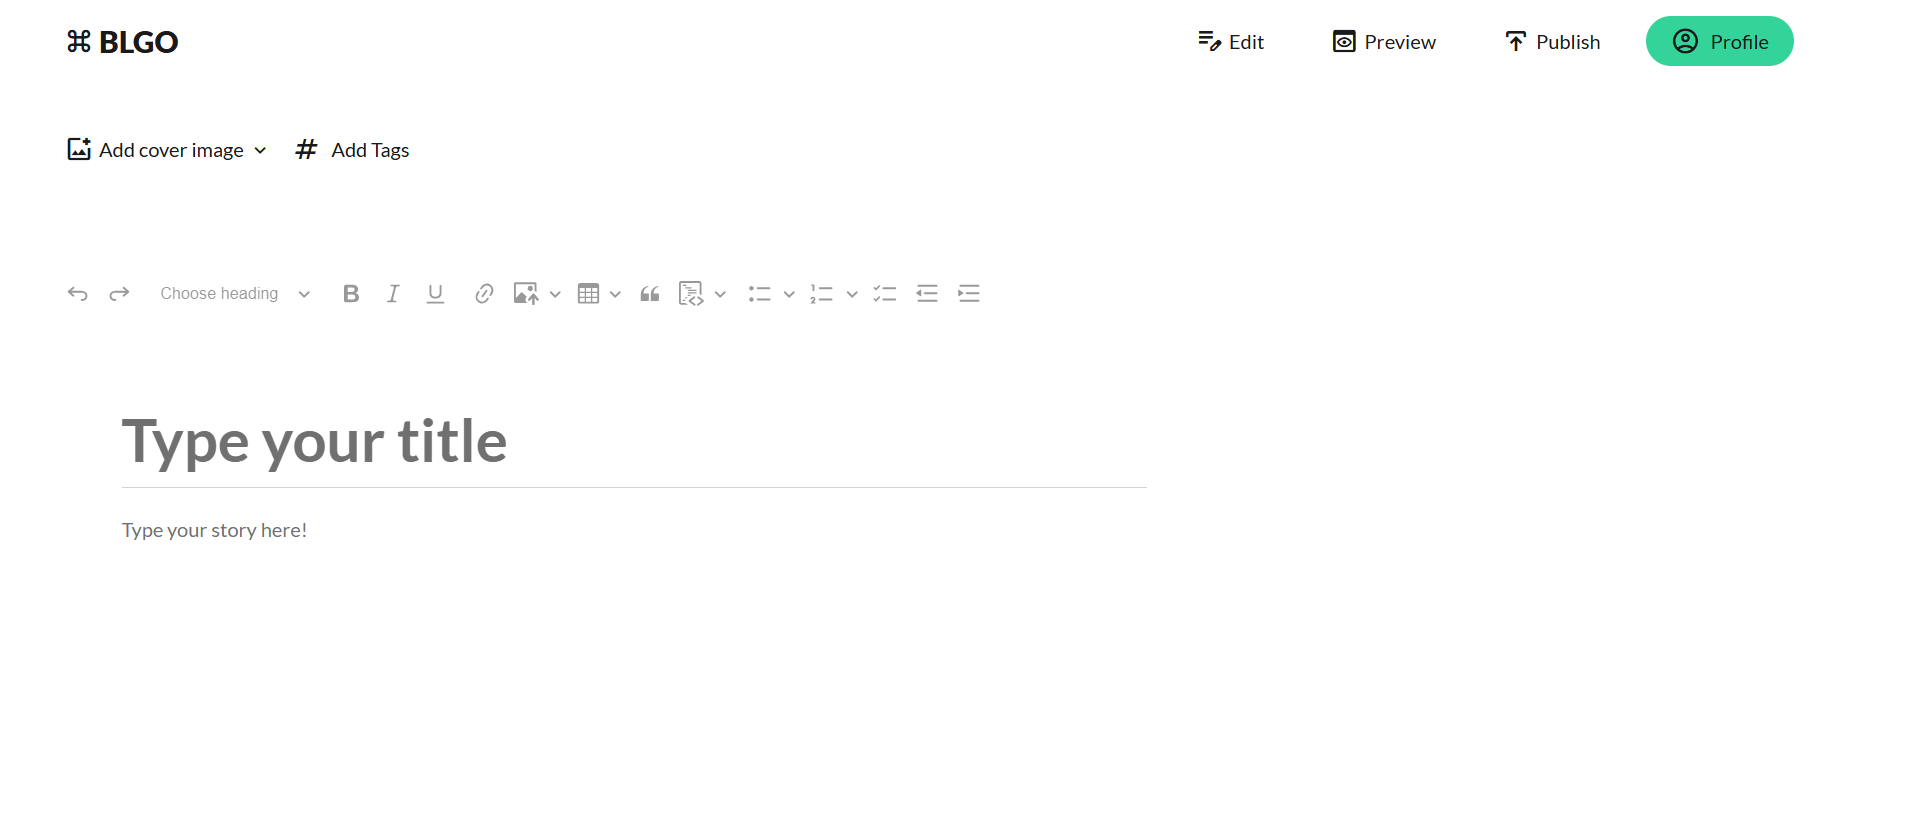 ⌘ BLGO
Edit
Preview
Publish
Profile
Add cover image
# Add Tags
Choose heading
B I U
Type your title
Type your story here!